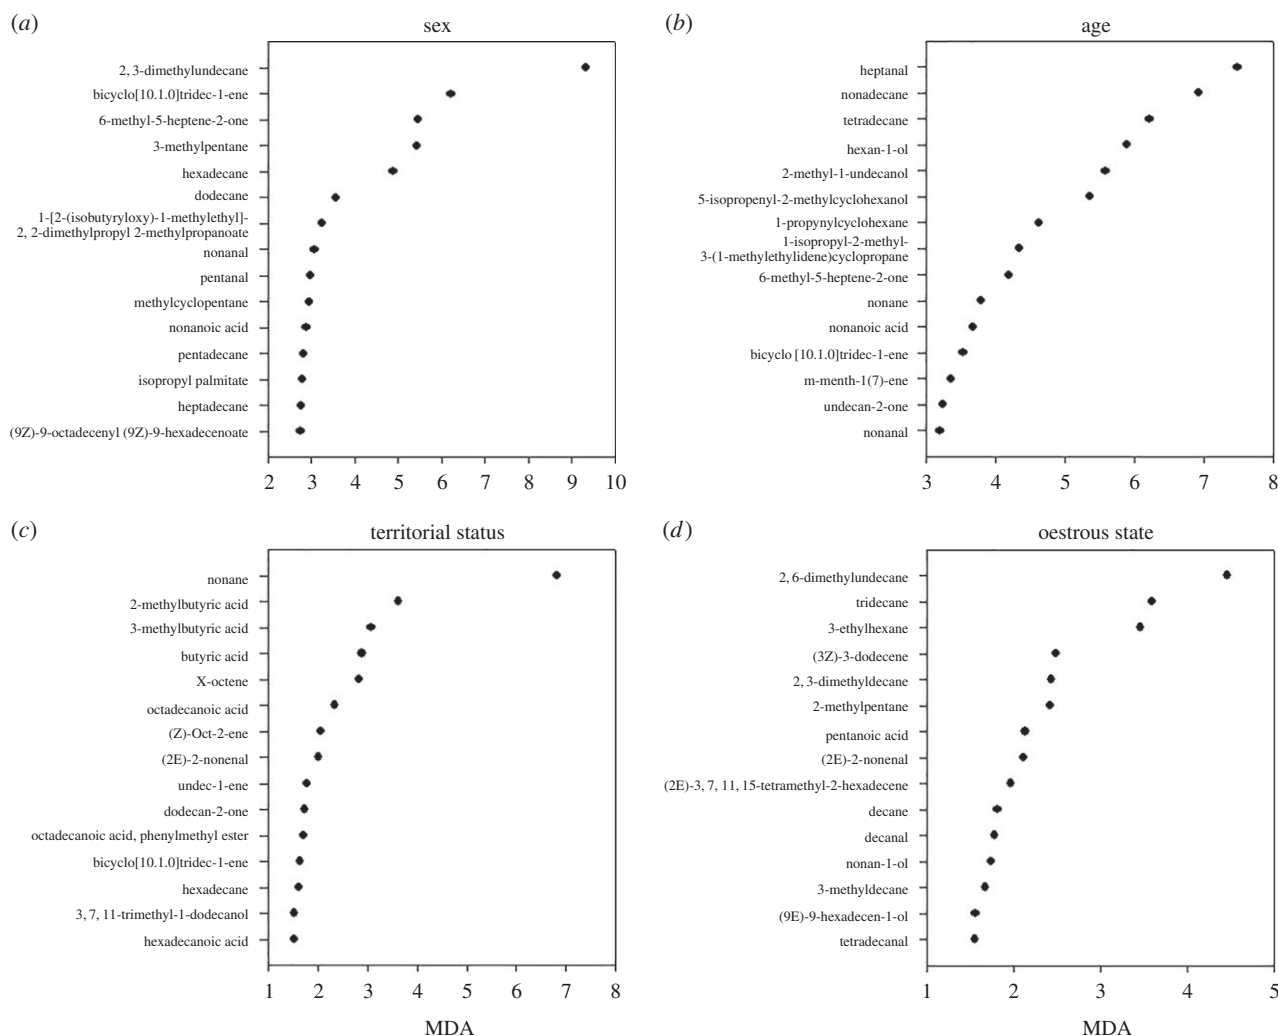 (a)
sex
2, 3-dimethylundecane
bicyclo[10.1.0]tridec-1-ene
6-methyl-5-heptene-2-one
3-methylpentane
hexadecane
dodecane
1-[2-(isobutyryloxy)-1-methylethyl]-
2, 2-dimethylpropyl 2-methylpropanoate
nonanal
pentanal
methylcyclopentane
nonanoic acid
pentadecane
isopropyl palmitate
heptadecane
(9Z)-9-octadecenyl (9Z)-9-hexadecenoate
2 3 4 5 6 7 8 9 10
(b)
age
heptanal
nonadecane
tetradecane
hexan-1-ol
2-methyl-1-undecanol
5-isopropenyl-2-methylcyclohexanol
1-propynylcyclohexane
1-isopropyl-2-methyl-
3-(1-methylethylidene)cyclopropane
6-methyl-5-heptene-2-one
nonane
nonanoic acid
bicyclo [10.1.0]tridec-1-ene
m-menth-1(7)-ene
undecan-2-one
nonanal
3 4 5 6 7 8
(c)
territorial status
nonane
2-methylbutyric acid
3-methylbutyric acid
butyric acid
X-octene
octadecanoic acid
(Z)-Oct-2-ene
(2E)-2-nonenal
undec-1-ene
dodecan-2-one
octadecanoic acid, phenylmethyl ester
bicyclo[10.1.0]tridec-1-ene
hexadecane
3, 7, 11-trimethyl-1-dodecanol
hexadecanoic acid
1 2 3 4 5 6 7 8
MDA
(d)
oestrous state
2, 6-dimethylundecane
tridecane
3-ethylhexane
(3Z)-3-dodecene
2, 3-dimethyldecane
2-methylpentane
pentanoic acid
(2E)-2-nonenal
(2E)-3, 7, 11, 15-tetramethyl-2-hexadecene
decane
decanal
nonan-1-ol
3-methyldecane
(9E)-9-hexadecen-1-ol
tetradecanal
1 2 3 4 5
MDA